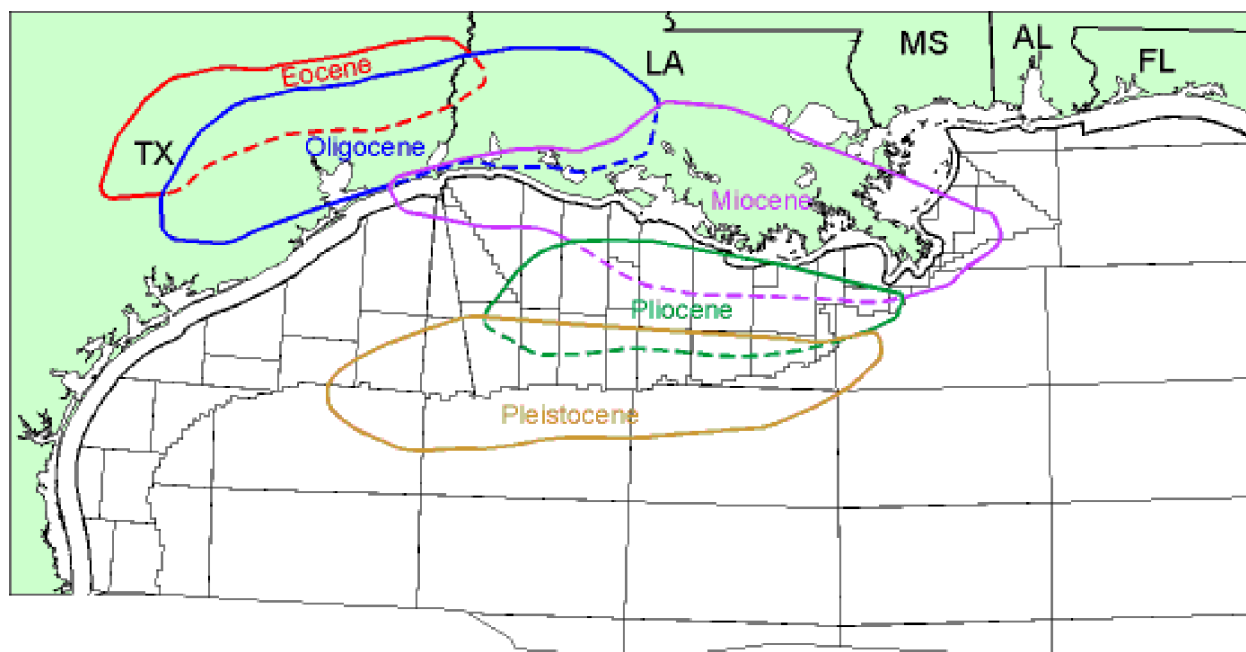 MS
AL
FL
LA
Eocene
TX
Oligocene
Miocene
Pliocene
Pleistocene